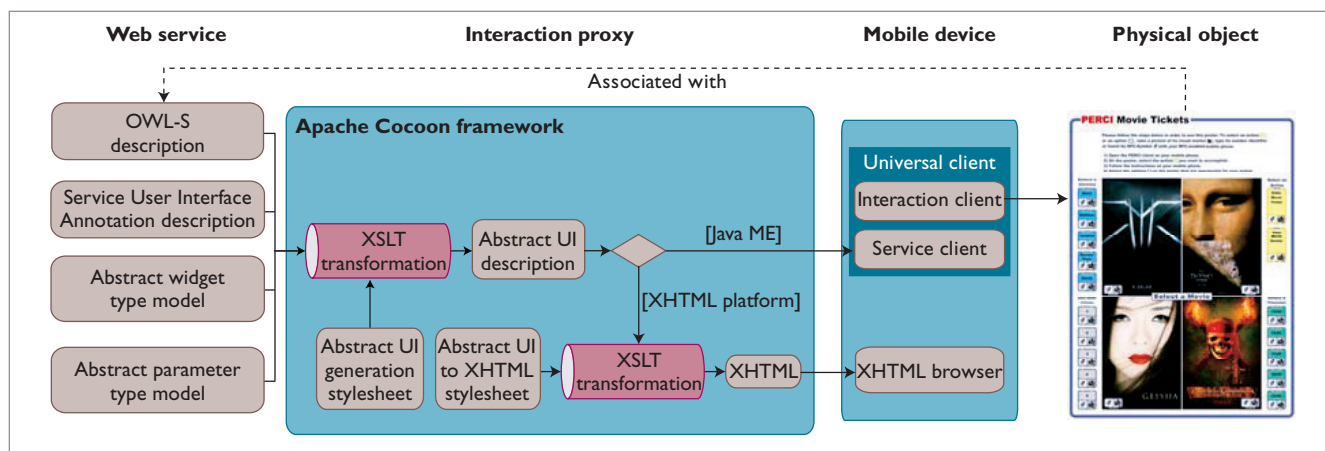 Web service
Interaction proxy
Mobile device
Physical object
Associated with
OWL-S
description
Service User Interface
Annotation description
Abstract widget
type model
Abstract parameter
type model
Apache Cocoon framework
XSLT
transformation
Abstract UI
description
[Java ME]
[XHTML platform]
Abstract UI
generation
stylesheet
Abstract UI
to XHTML
stylesheet
XSLT
transformation
XHTML
Universal client
Interaction client
Service client
XHTML browser
PERCI Movie Tickets
Select a Movie
GEISHA